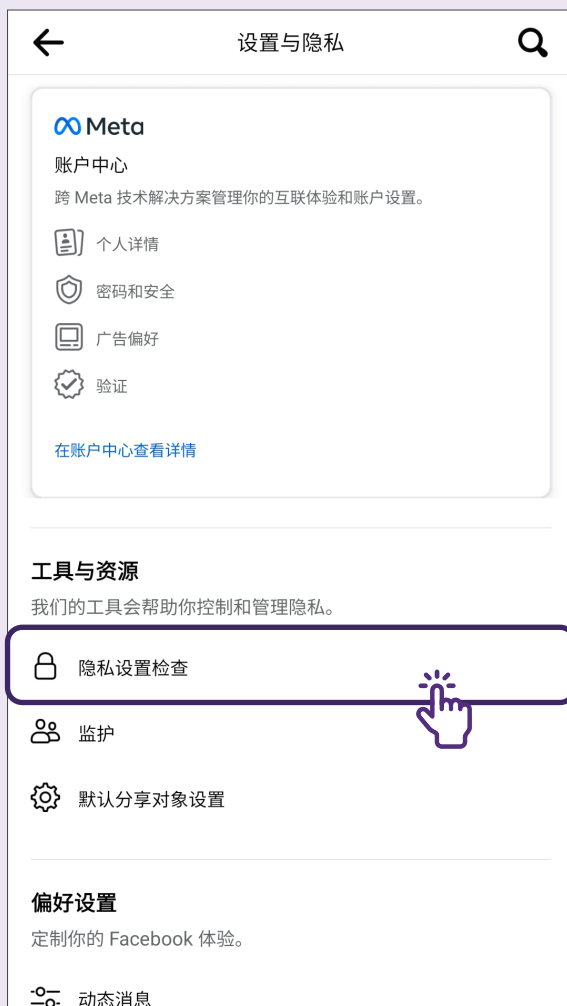 设置与隐私
Meta
账户中心
跨 Meta 技术解决方案管理你的互联体验和账户设置。
个人详情
密码和安全
广告偏好
验证
在账户中心查看详情
工具与资源
我们的工具会帮助你控制和管理隐私。
隐私设置检查
监护
默认分享对象设置
偏好设置
定制你的 Facebook 体验。
动态消息